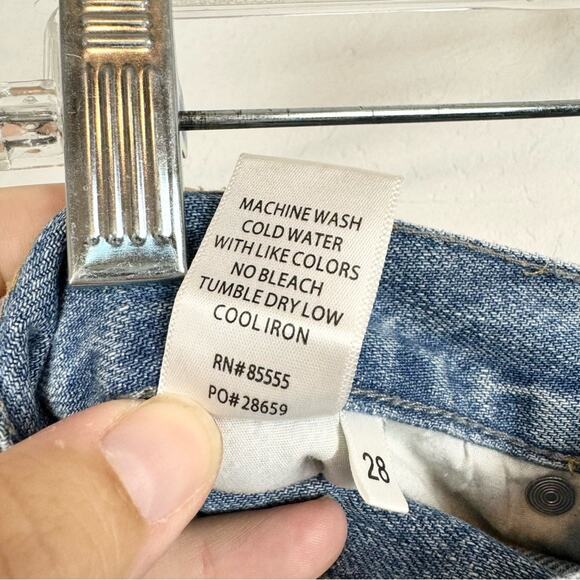 MACHINE WASH
COLD WATER
WITH LIKE COLORS
NO BLEACH
TUMBLE DRY LOW
COOL IRON
RN# 85555
PO# 28659
28